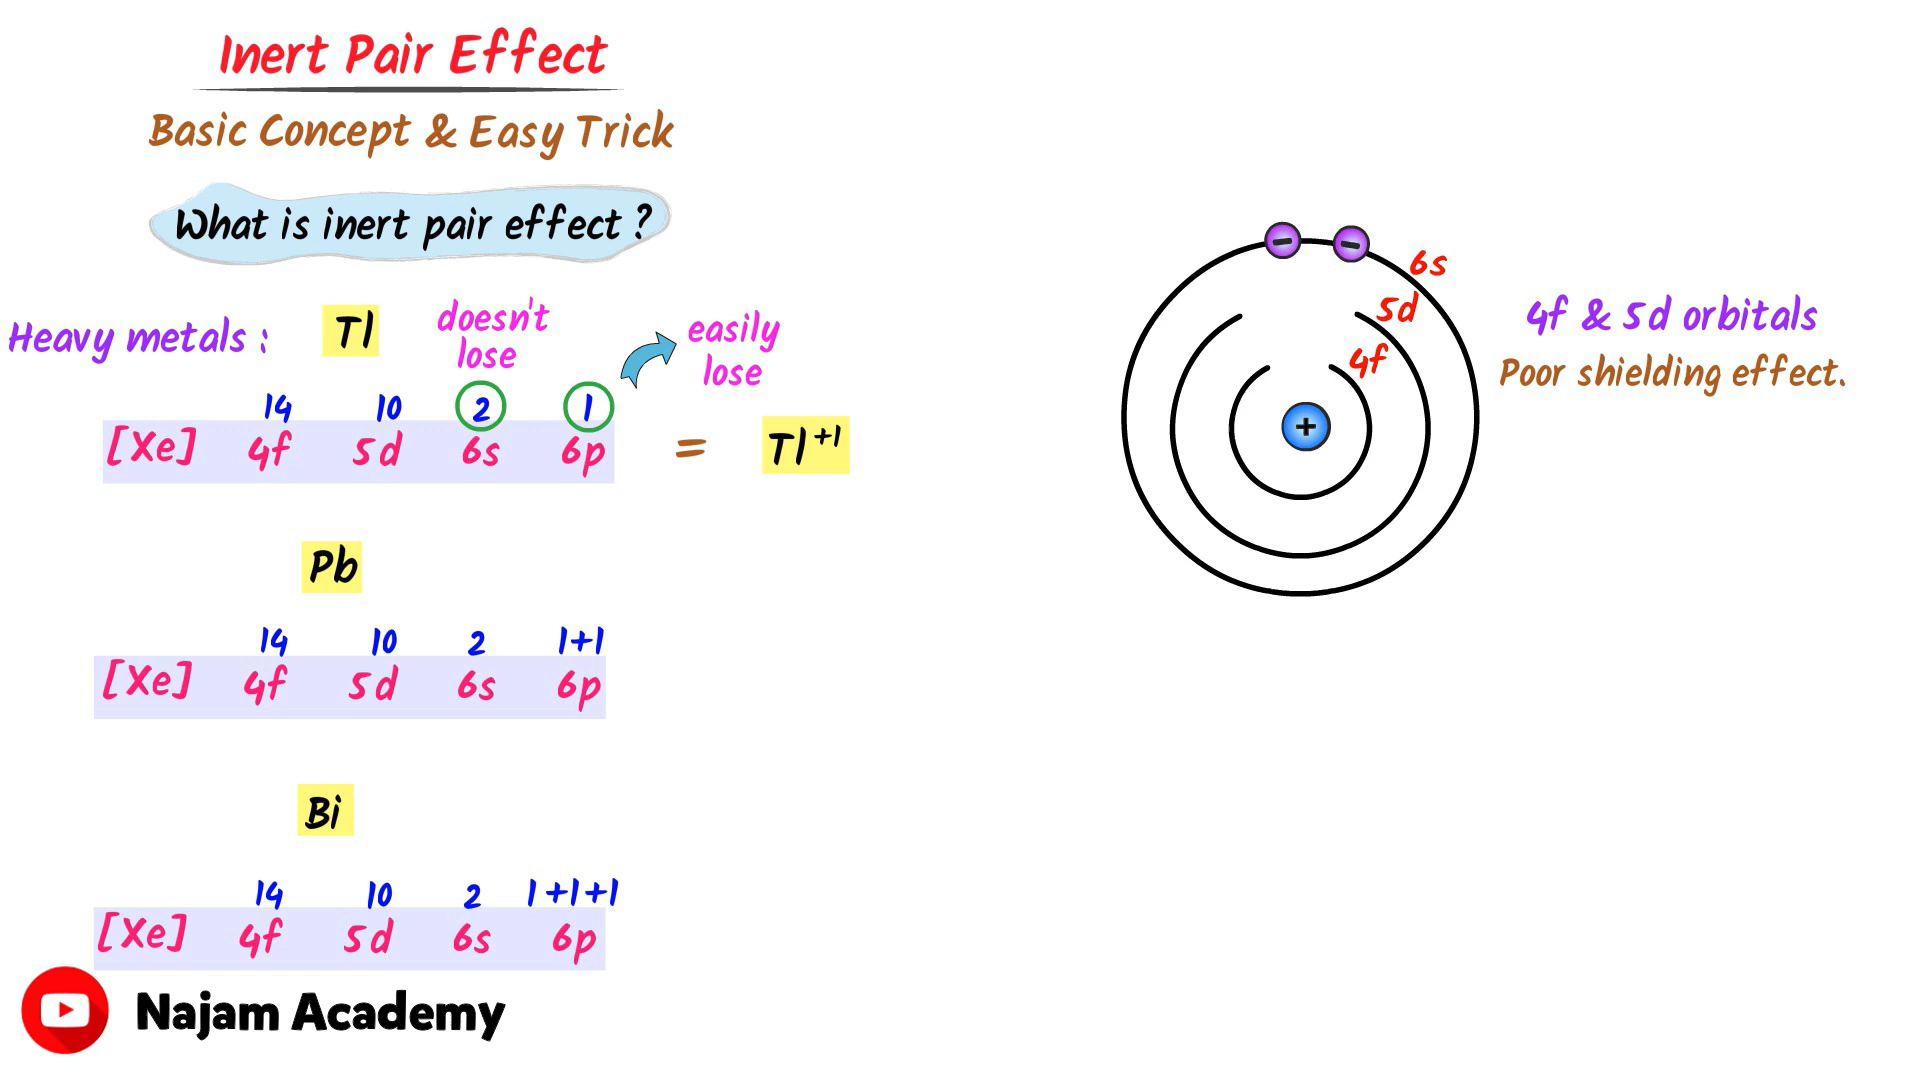 Inert Pair Effect
Basic Concept & Easy Trick
What is inert pair effect ?
Heavy metals :
Tl
doesn't
lose
easily
lose
14 10 2 1
[Xe] 4f 5d 6s 6p
= Tl+1
Pb
14 10 2 1+1
[Xe] 4f 5d 6s 6p
Bi
14 10 2 1+1+1
[Xe] 4f 5d 6s 6p
Najam Academy
− −
6s
5d
4f
+
4f & 5d orbitals
Poor shielding effect.